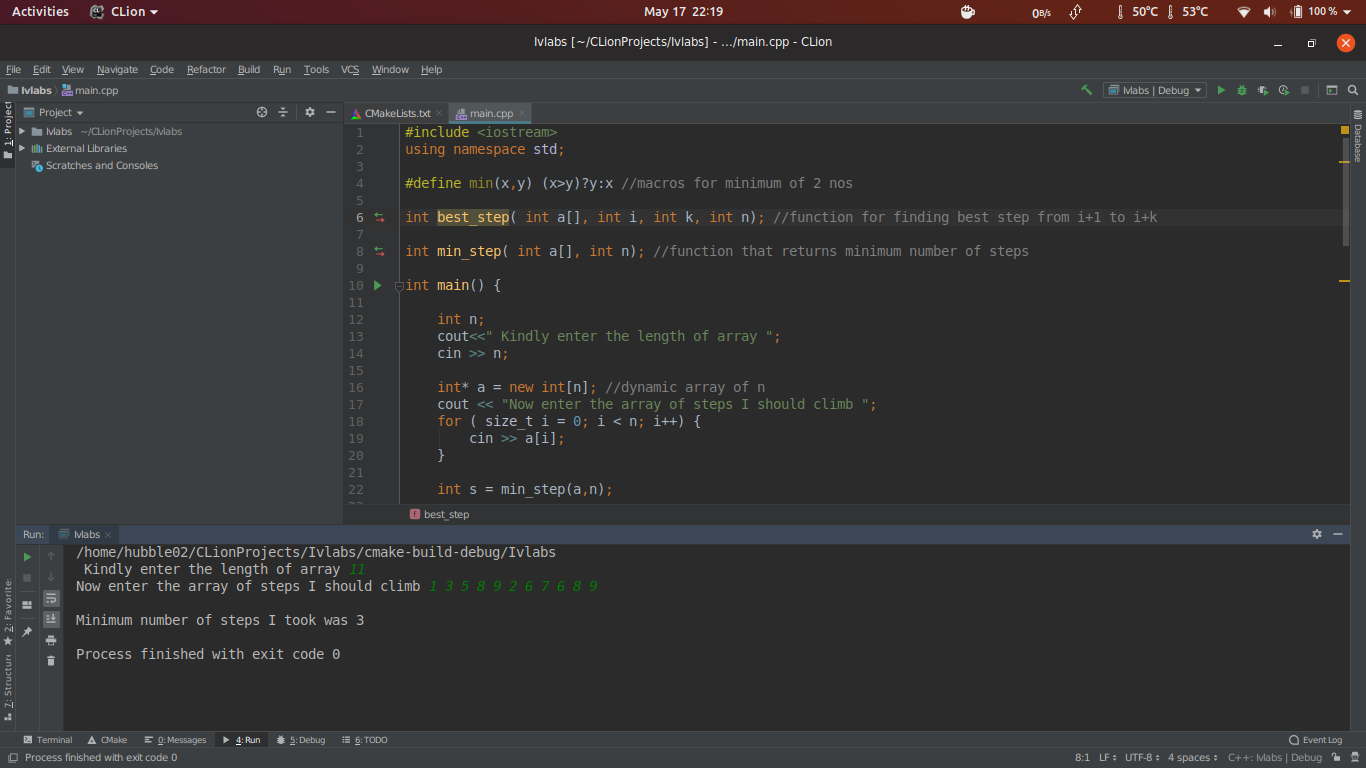 Activities CLion May 17 22:19 0B/s 50°C 53°C 100 %
Ivlabs [~/CLionProjects/Ivlabs] - .../main.cpp - CLion
File Edit View Navigate Code Refactor Build Run Tools VCS Window Help
Ivlabs main.cpp Ivlabs | Debug
1: Project
Project
Ivlabs ~/CLionProjects/Ivlabs
External Libraries
Scratches and Consoles
CMakeLists.txt main.cpp
Database
1 #include <iostream>
2 using namespace std;
3
4 #define min(x,y) (x>y)?y:x //macros for minimum of 2 nos
5
6 int best_step( int a[], int i, int k, int n); //function for finding best step from i+1 to i+k
7
8 int min_step( int a[], int n); //function that returns minimum number of steps
9
10 int main() {
11
12 int n;
13 cout<<" Kindly enter the length of array ";
14 cin >> n;
15
16 int* a = new int[n]; //dynamic array of n
17 cout << "Now enter the array of steps I should climb ";
18 for ( size_t i = 0; i < n; i++) {
19 cin >> a[i];
20 }
21
22 int s = min_step(a,n);
f best_step
Run: Ivlabs
/home/hubble02/CLionProjects/Ivlabs/cmake-build-debug/Ivlabs
Kindly enter the length of array 11
Now enter the array of steps I should climb 1 3 5 8 9 2 6 7 6 8 9
Minimum number of steps I took was 3
Process finished with exit code 0
2: Favorite
7: Structur
Terminal CMake 0: Messages 4: Run 5: Debug 6: TODO Event Log
Process finished with exit code 0 8:1 LF UTF-8 4 spaces C++: Ivlabs | Debug